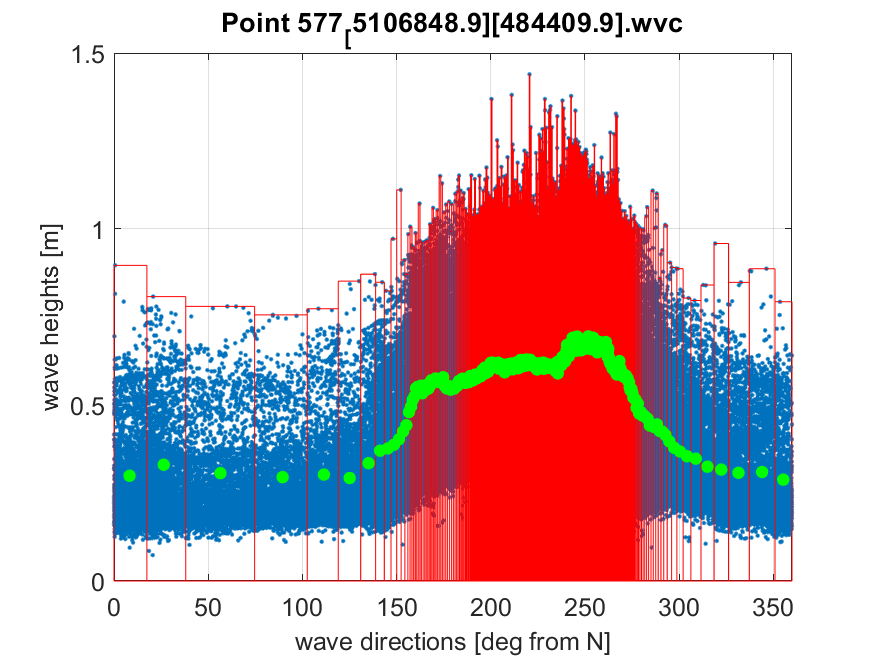 Point 577[5106848.9][484409.9].wvc
1.5
1
0.5
0
wave heights [m]
0 50 100 150 200 250 300 350
wave directions [deg from N]